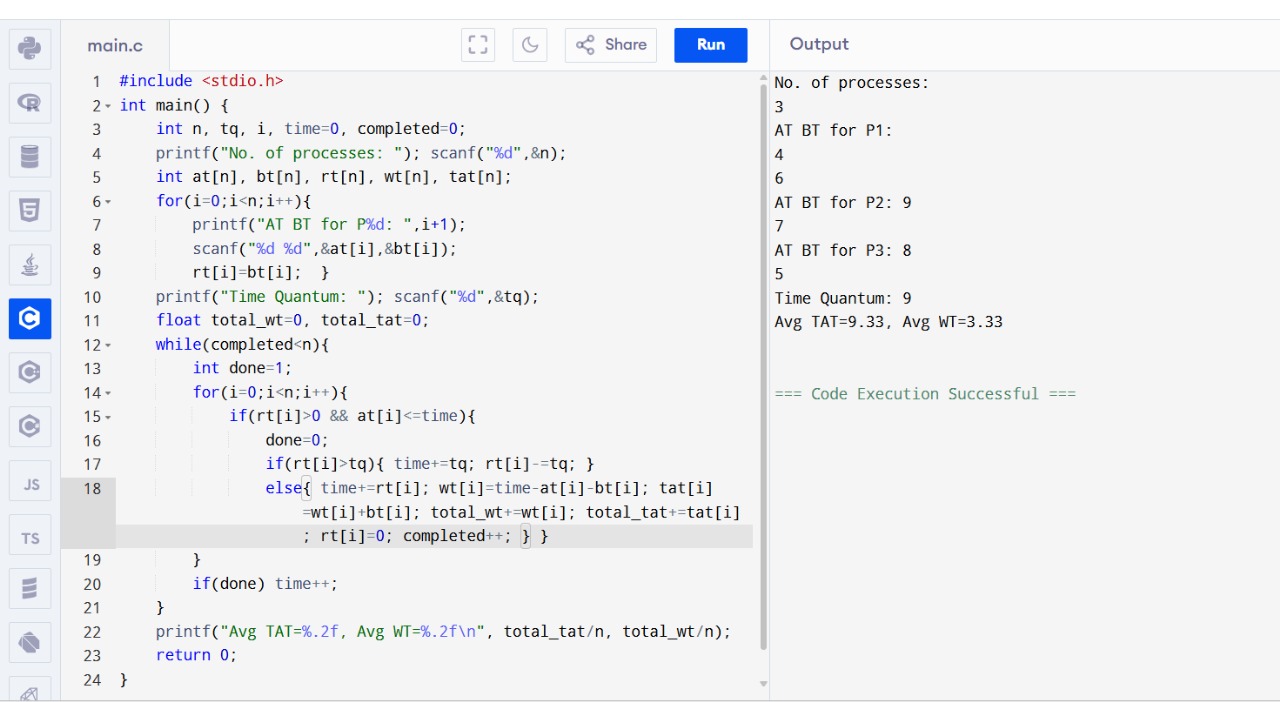 main.c
Share
Run
Output
1 #include <stdio.h>
2 int main() {
3 int n, tq, i, time=0, completed=0;
4 printf("No. of processes: "); scanf("%d",&n);
5 int at[n], bt[n], rt[n], wt[n], tat[n];
6 for(i=0;i<n;i++){
7 printf("AT BT for P%d: ",i+1);
8 scanf("%d %d",&at[i],&bt[i]);
9 rt[i]=bt[i];  }
10 printf("Time Quantum: "); scanf("%d",&tq);
11 float total_wt=0, total_tat=0;
12 while(completed<n){
13 int done=1;
14 for(i=0;i<n;i++){
15 if(rt[i]>0 && at[i]<=time){
16 done=0;
17 if(rt[i]>tq){ time+=tq; rt[i]-=tq; }
18 else{ time+=rt[i]; wt[i]=time-at[i]-bt[i]; tat[i]
=wt[i]+bt[i]; total_wt+=wt[i]; total_tat+=tat[i]
; rt[i]=0; completed++; } }
19 }
20 if(done) time++;
21 }
22 printf("Avg TAT=%.2f, Avg WT=%.2f\n", total_tat/n, total_wt/n);
23 return 0;
24 }
No. of processes:
3
AT BT for P1:
4
6
AT BT for P2: 9
7
AT BT for P3: 8
5
Time Quantum: 9
Avg TAT=9.33, Avg WT=3.33
=== Code Execution Successful ===
R
5
C
C
C
JS
TS